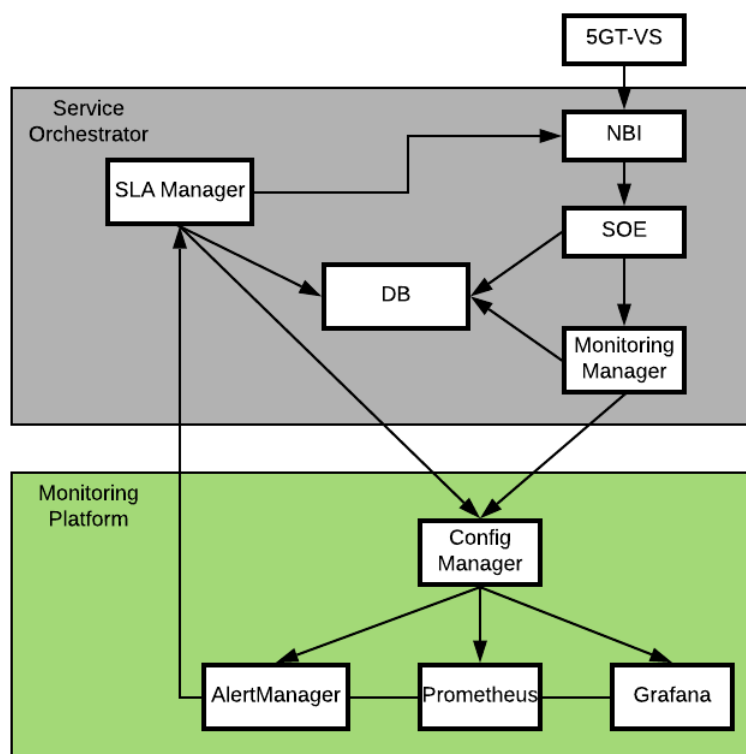 5GT-VS
Service
Orchestrator
NBI
SLA Manager
SOE
DB
Monitoring
Manager
Monitoring
Platform
Config
Manager
AlertManager
Prometheus
Grafana